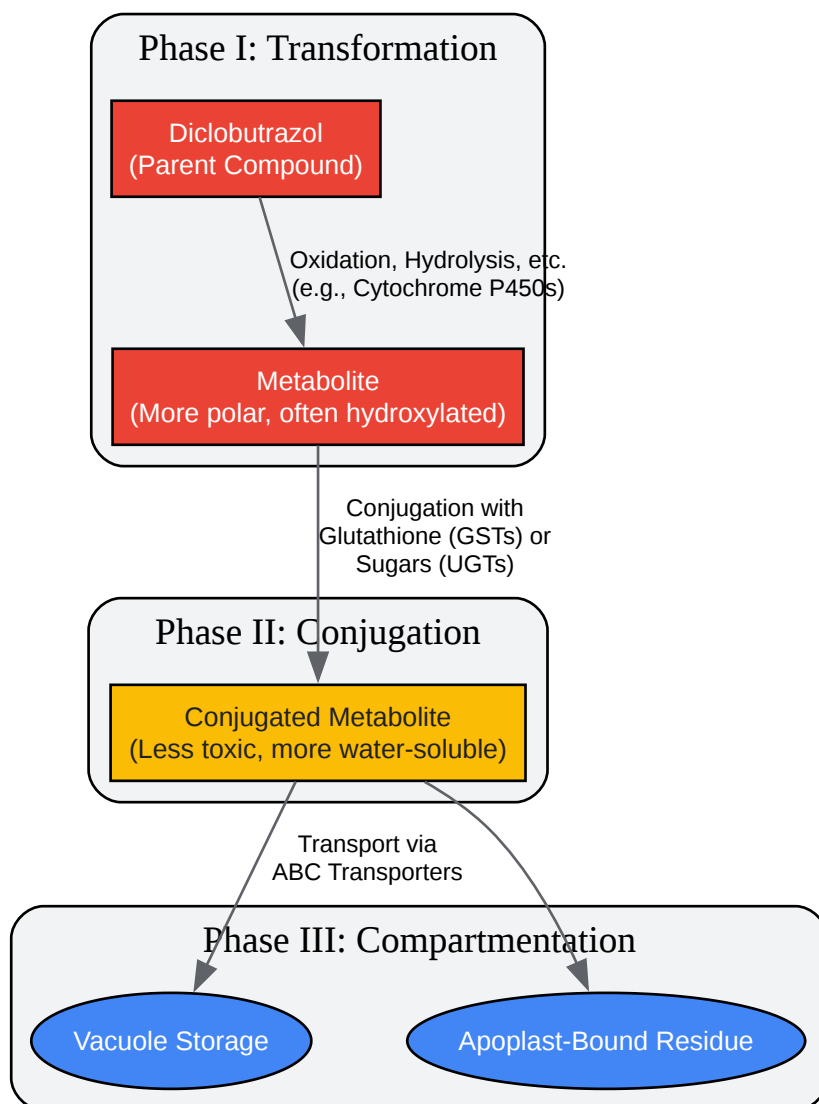 Phase I: Transformation
Diclobutrazol
(Parent Compound)
Oxidation, Hydrolysis, etc.
(e.g., Cytochrome P450s)
Metabolite
(More polar, often hydroxylated)
Conjugation with
Glutathione (GSTs) or
Sugars (UGTs)
Phase II: Conjugation
Conjugated Metabolite
(Less toxic, more water-soluble)
Transport via
ABC Transporters
Phase III: Compartmentation
Vacuole Storage
Apoplast-Bound Residue